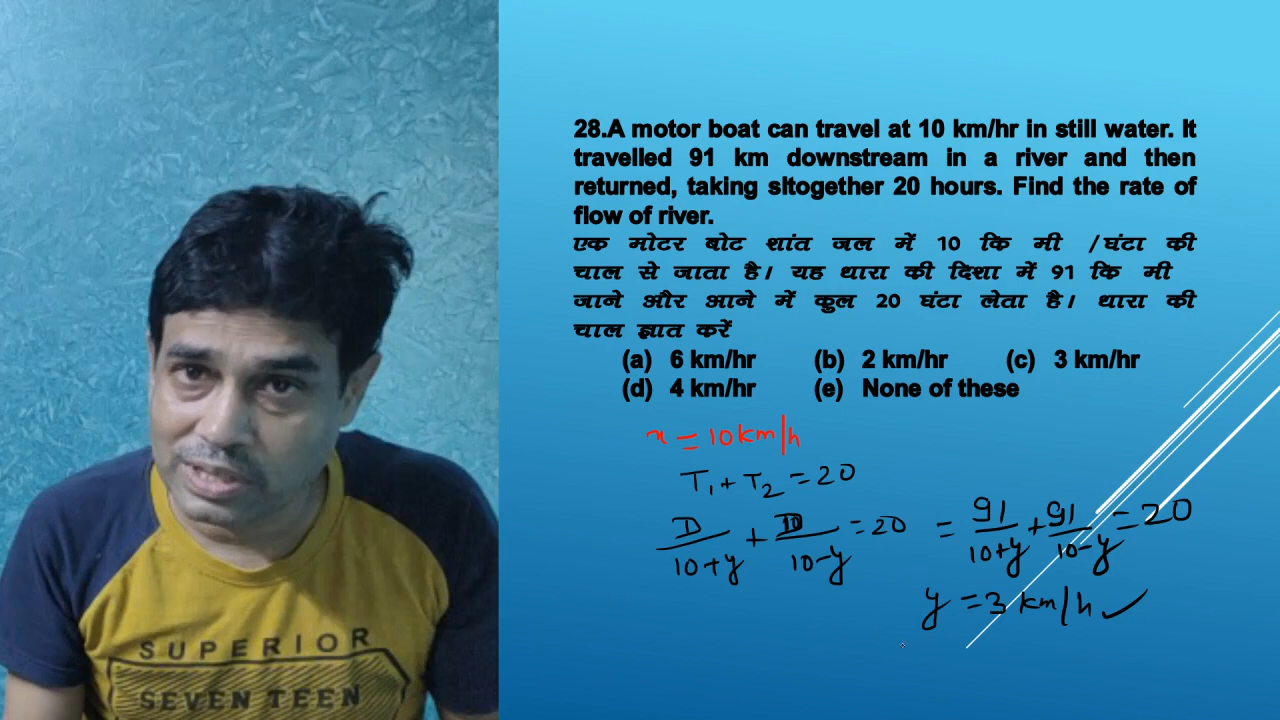 28.A motor boat can travel at 10 km/hr in still water. It
travelled 91 km downstream in a river and then
returned, taking sltogether 20 hours. Find the rate of
flow of river.
एक मोटर बोट शांत जल में 10 कि मी /घंटा की
चाल से जाता है। यह थारा की दिशा में 91 कि मी
जाने और आने में कुल 20 घंटा लेता है। थारा की
चाल ज्ञात करें
(a) 6 km/hr (b) 2 km/hr (c) 3 km/hr
(d) 4 km/hr (e) None of these
x = 10 km/h
T₁ + T₂ = 20
D/10+y + D/10-y = 20 = 91/10+y + 91/10-y = 20
y = 3 km/h ✓
SUPERIOR
SEVEN TEEN